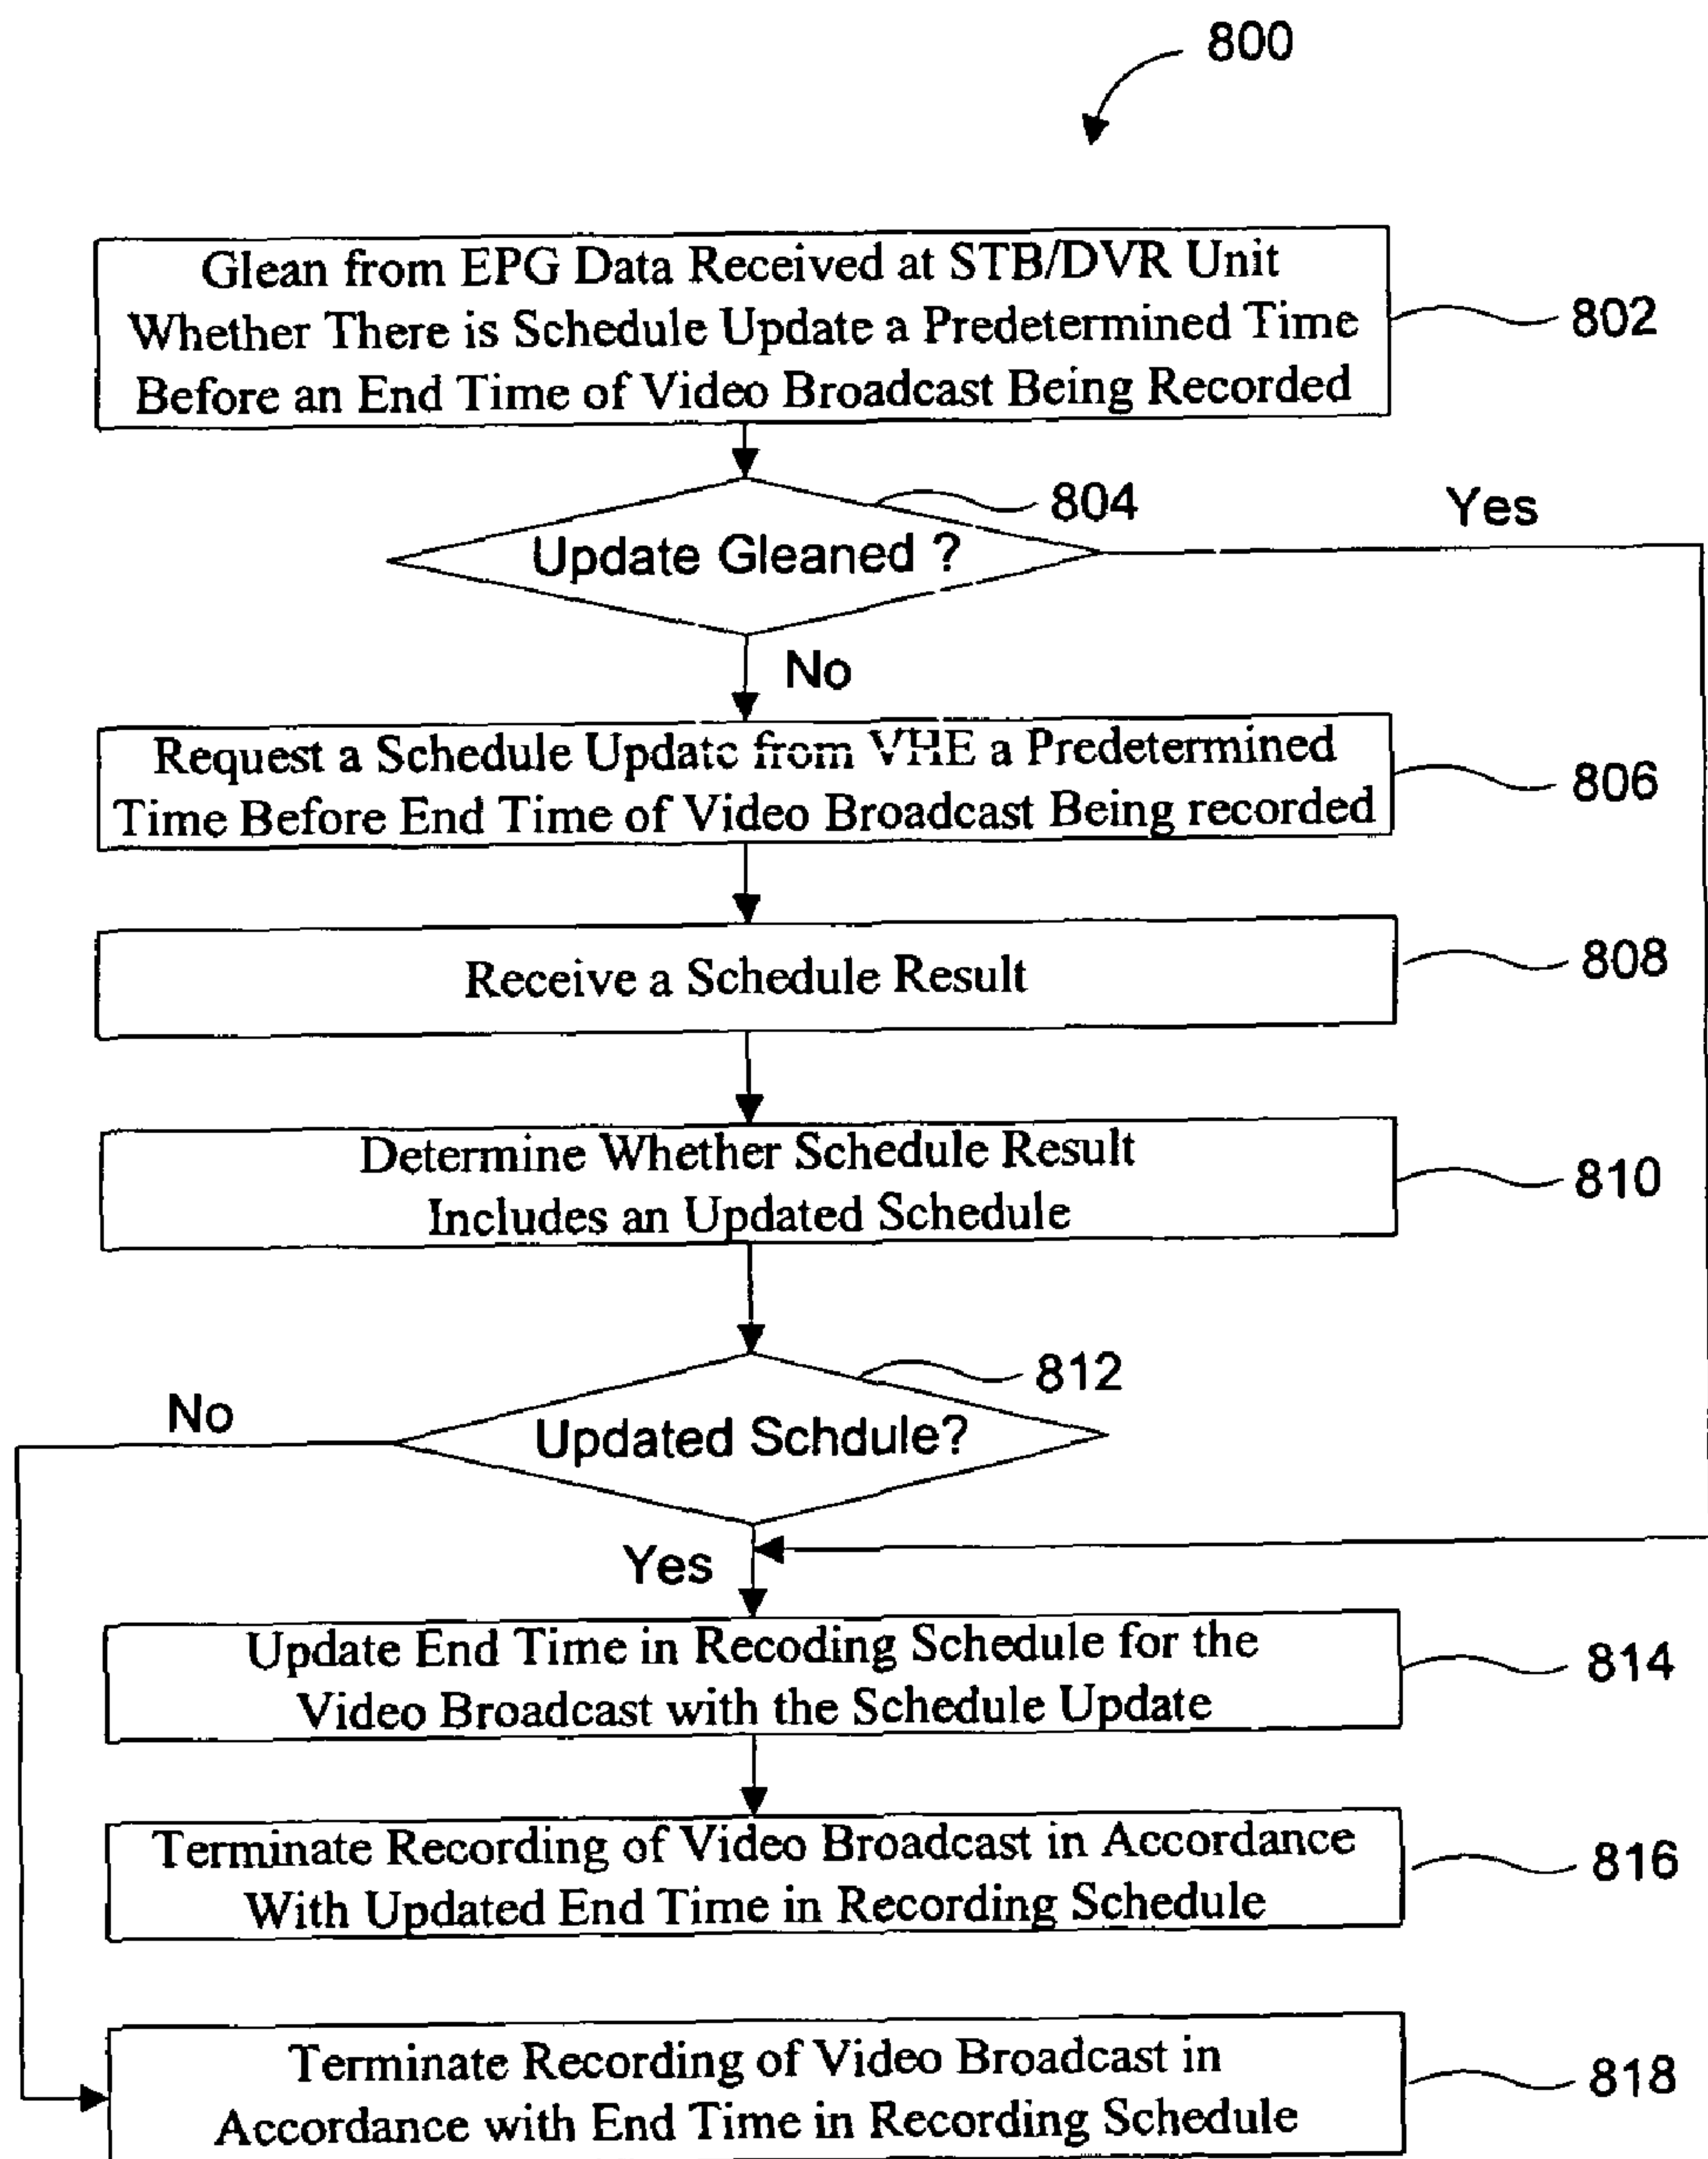 800
Glean from EPG Data Received at STB/DVR Unit
Whether There is Schedule Update a Predetermined Time
Before an End Time of Video Broadcast Being Recorded
802
804
Yes
Update Gleaned ?
No
Request a Schedule Update from VHE a Predetermined
Time Before End Time of Video Broadcast Being recorded
806
Receive a Schedule Result
808
Determine Whether Schedule Result
Includes an Updated Schedule
810
812
No
Updated Schdule?
Yes
Update End Time in Recoding Schedule for the
Video Broadcast with the Schedule Update
814
Terminate Recording of Video Broadcast in Accordance
With Updated End Time in Recording Schedule
816
Terminate Recording of Video Broadcast in
Accordance with End Time in Recording Schedule
818